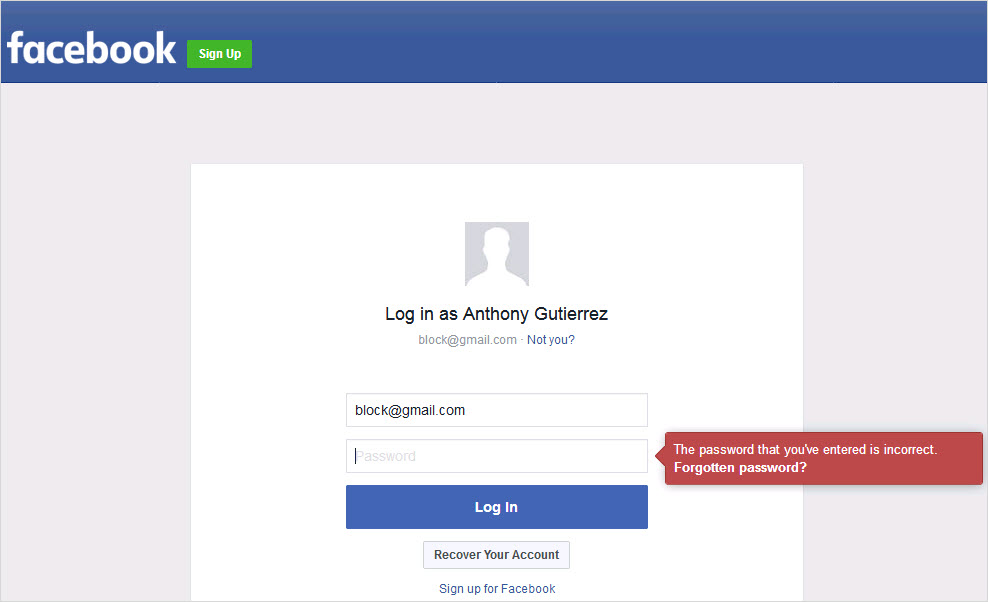 facebook
Sign Up
Log in as Anthony Gutierrez
block@gmail.com · Not you?
block@gmail.com
Password
The password that you've entered is incorrect.
Forgotten password?
Log In
Recover Your Account
Sign up for Facebook